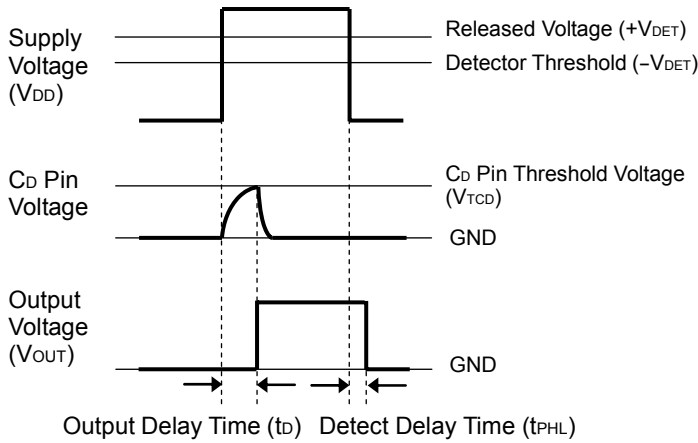 Supply
Voltage
(VDD)
Released Voltage (+VDET)
Detector Threshold (–VDET)
CD Pin
Voltage
CD Pin Threshold Voltage
(VTCD)
GND
Output
Voltage
(VOUT)
GND
Output Delay Time (tD)
Detect Delay Time (tPHL)